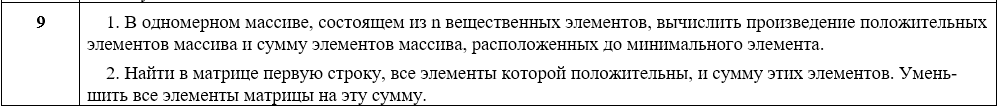 9
1. В одномерном массиве, состоящем из n вещественных элементов, вычислить произведение положительных
элементов массива и сумму элементов массива, расположенных до минимального элемента.
2. Найти в матрице первую строку, все элементы которой положительны, и сумму этих элементов. Умень-
шить все элементы матрицы на эту сумму.